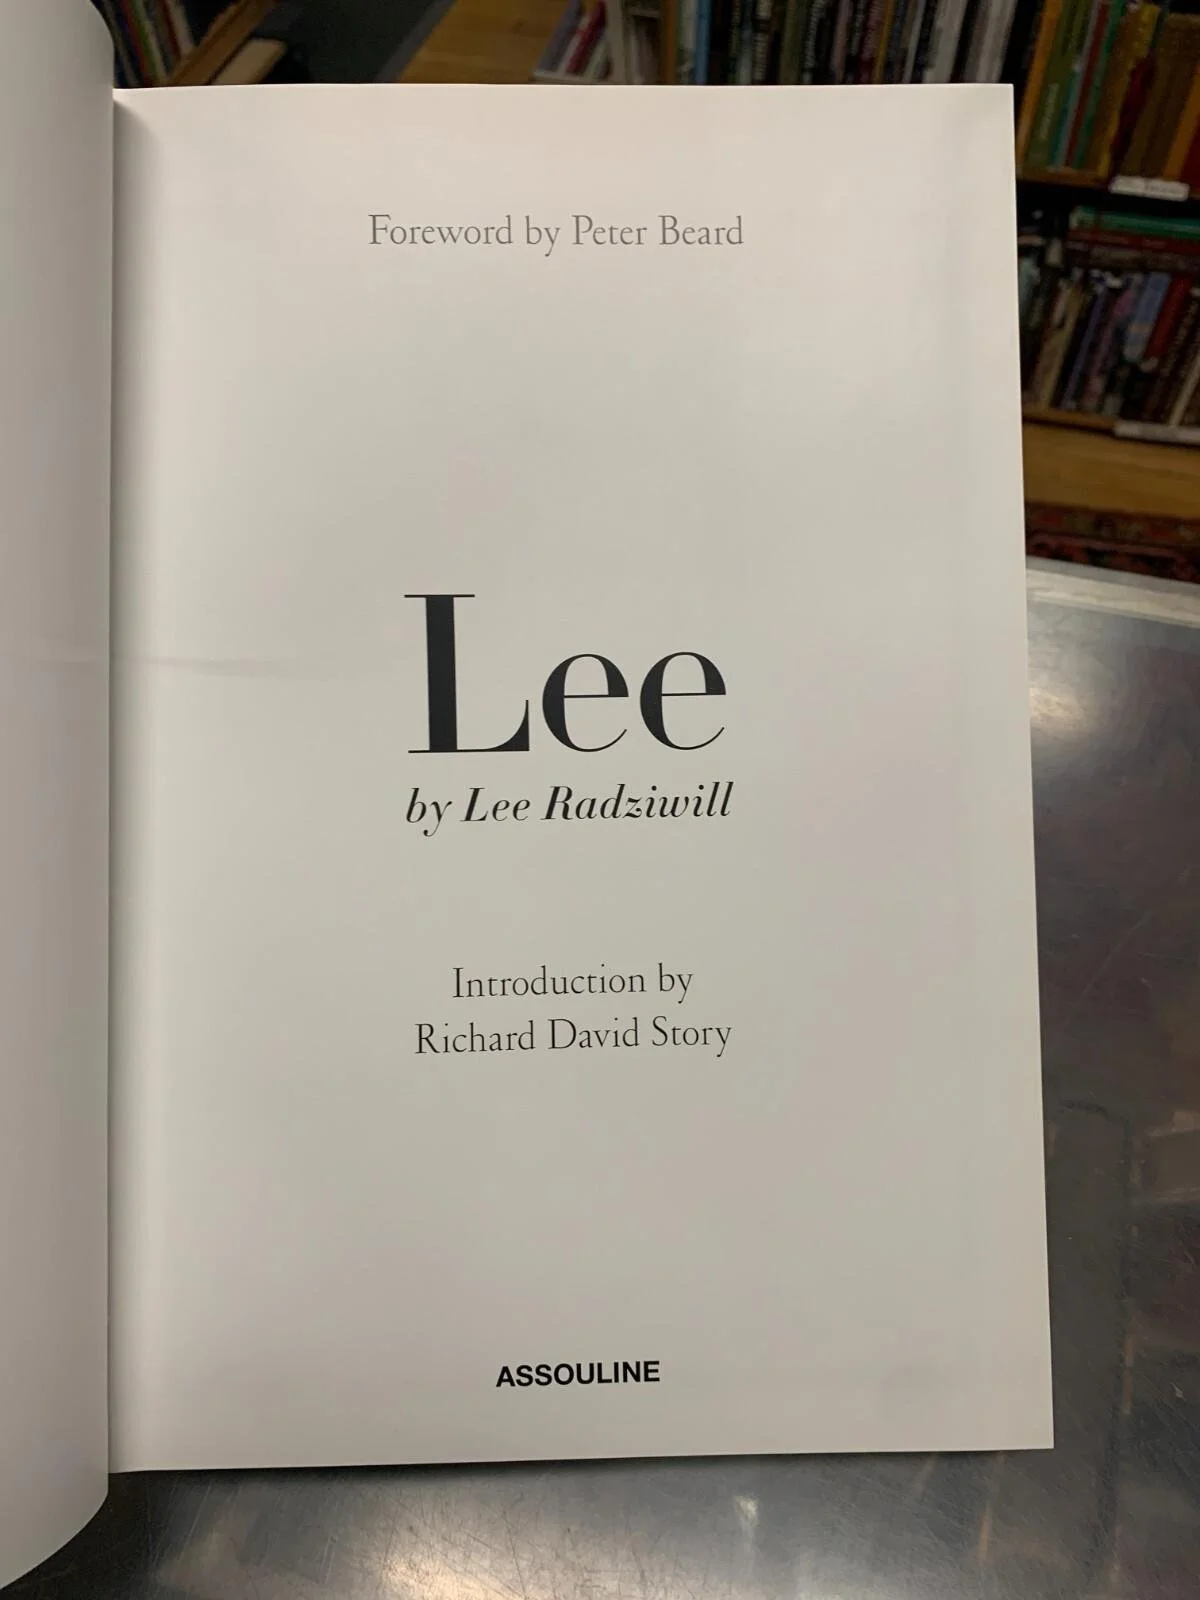 Foreword by Peter Beard
Lee
by Lee Radziwill
Introduction by
Richard David Story
ASSOULINE